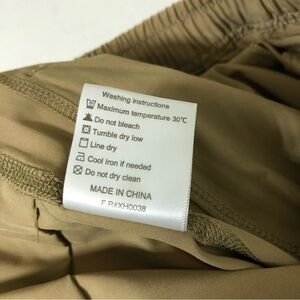 Washing instructions
Maximum temperature 30℃
Do not bleach
Tumble dry low
Line dry
Cool iron if needed
Do not dry clean
MADE IN CHINA
F.R#XH0038